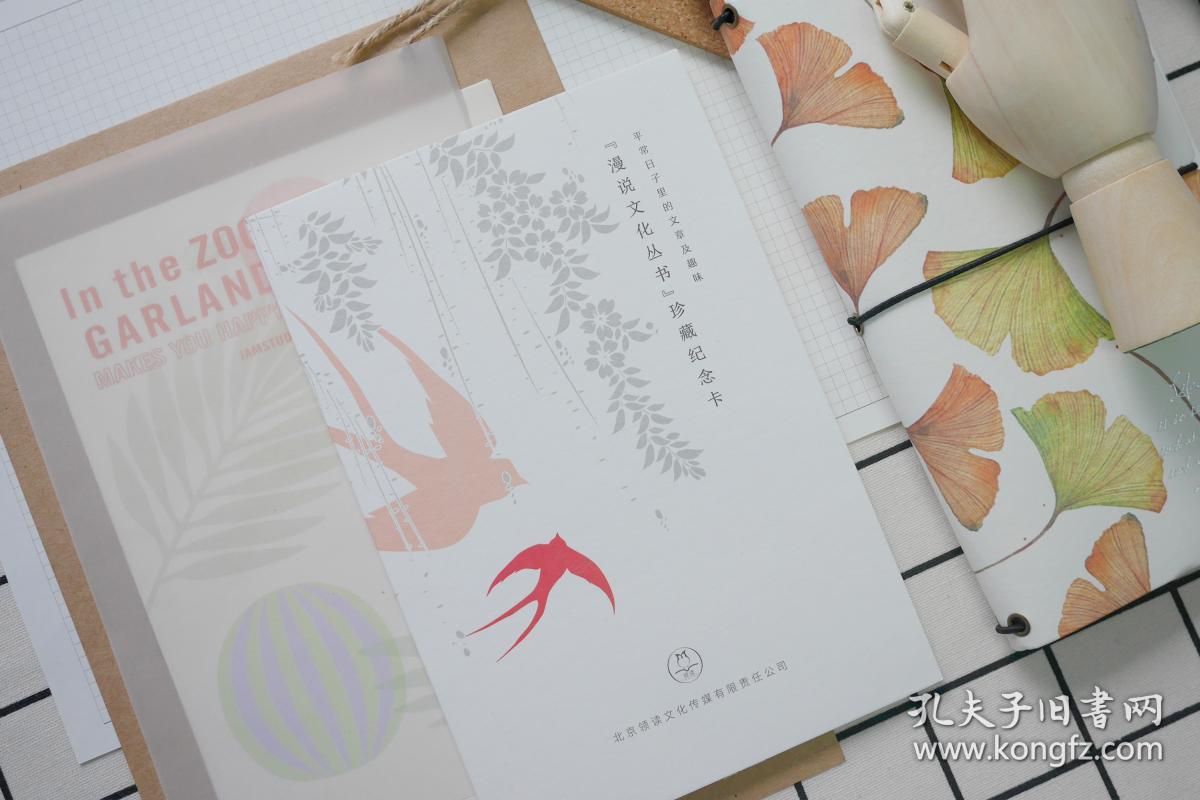 平常日子里的文章及趣味
『漫说文化丛书』珍藏纪念卡
北京领读文化传媒有限责任公司
In the ZOO
GARLAND
MAKES YOU HAPPY
JAMSTUD
孔夫子旧書网
www.kongfz.com